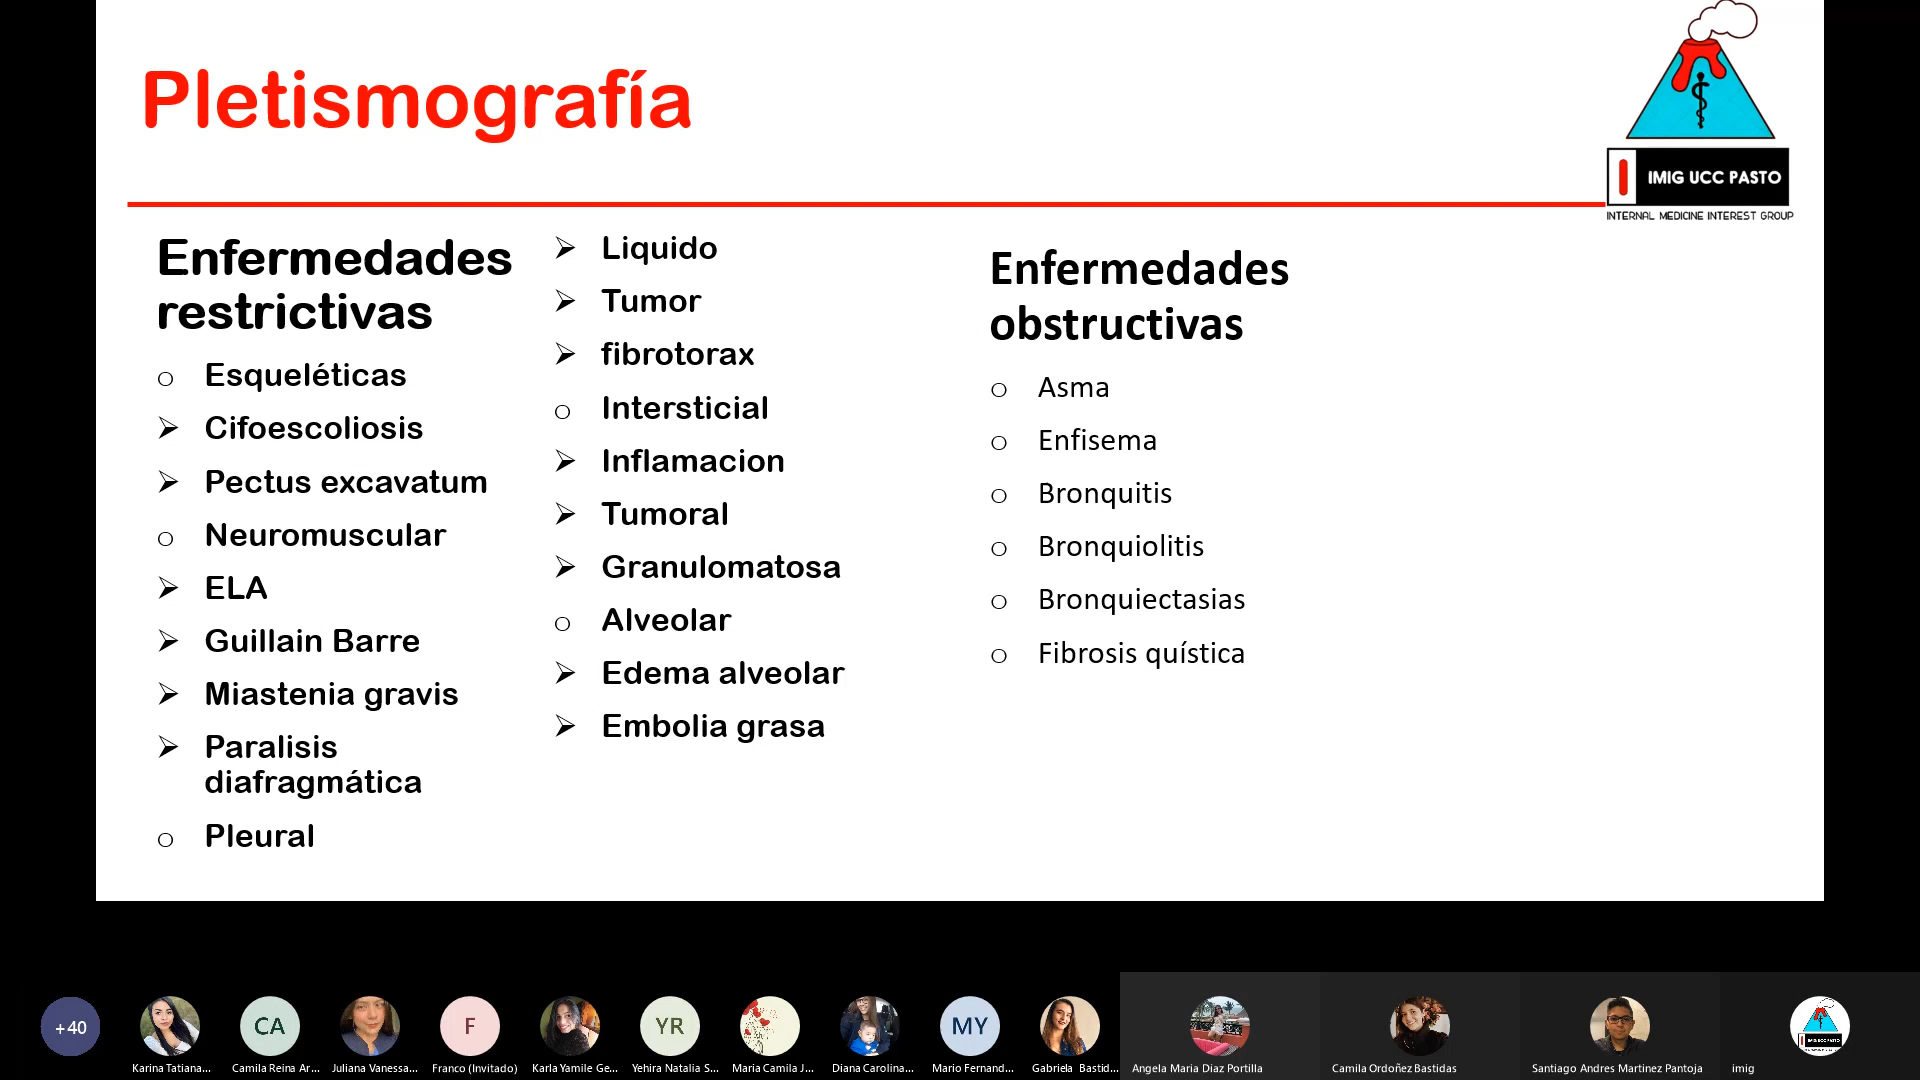 Pletismografía
IMIG UCC PASTO
INTERNAL MEDICINE INTEREST GROUP
Enfermedades
restrictivas
o Esqueléticas
➢ Cifoescoliosis
➢ Pectus excavatum
o Neuromuscular
➢ ELA
➢ Guillain Barre
➢ Miastenia gravis
➢ Paralisis
diafragmática
o Pleural
➢ Liquido
➢ Tumor
➢ fibrotorax
o Intersticial
➢ Inflamacion
➢ Tumoral
➢ Granulomatosa
o Alveolar
➢ Edema alveolar
➢ Embolia grasa
Enfermedades
obstructivas
o Asma
o Enfisema
o Bronquitis
o Bronquiolitis
o Bronquiectasias
o Fibrosis quística
+40
CA
F
YR
MY
Karina Tatiana...
Camila Reina Ar...
Juliana Vanessa...
Franco (Invitado)
Karla Yamile Ge...
Yehira Natalia S...
Maria Camila J...
Diana Carolina...
Mario Fernand...
Gabriela Bastid...
Angela Maria Diaz Portilla
Camila Ordoñez Bastidas
Santiago Andres Martinez Pantoja
imig